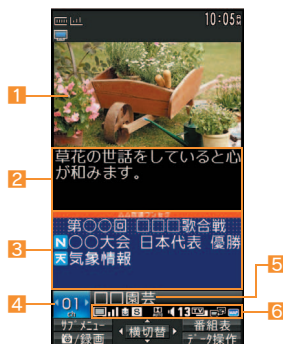 10:05
1
草花の世話をしていると心
が和みます。
2
第○○回 □□□歌合戦
N○○大会 日本代表 優勝
天気象情報
3
4
01
ch
□□園芸
5
S 13
6
サブメニュー
横切替
番組表
/録画
データ操作